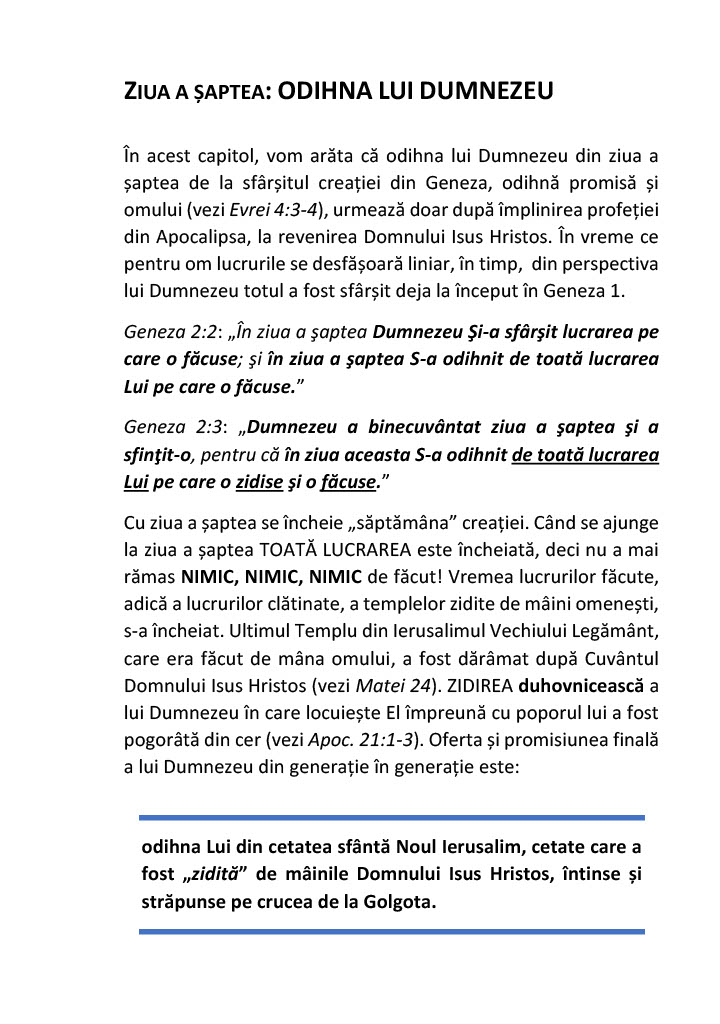 ZIUA A ȘAPTEA: ODIHNA LUI DUMNEZEU
În acest capitol, vom arăta că odihna lui Dumnezeu din ziua a
șaptea de la sfârșitul creației din Geneza, odihnă promisă și
omului (vezi Evrei 4:3-4), urmează doar după împlinirea profeției
din Apocalipsa, la revenirea Domnului Isus Hristos. În vreme ce
pentru om lucrurile se desfășoară liniar, în timp, din perspectiva
lui Dumnezeu totul a fost sfârșit deja la început în Geneza 1.
Geneza 2:2: „În ziua a şaptea Dumnezeu Şi-a sfârşit lucrarea pe
care o făcuse; şi în ziua a şaptea S-a odihnit de toată lucrarea
Lui pe care o făcuse.”
Geneza 2:3: „Dumnezeu a binecuvântat ziua a şaptea şi a
sfinţit-o, pentru că în ziua aceasta S-a odihnit de toată lucrarea
Lui pe care o zidise şi o făcuse.”
Cu ziua a șaptea se încheie „săptămâna” creației. Când se ajunge
la ziua a șaptea TOATĂ LUCRAREA este încheiată, deci nu a mai
rămas NIMIC, NIMIC, NIMIC de făcut! Vremea lucrurilor făcute,
adică a lucrurilor clătinate, a templelor zidite de mâini omenești,
s-a încheiat. Ultimul Templu din Ierusalimul Vechiului Legământ,
care era făcut de mâna omului, a fost dărâmat după Cuvântul
Domnului Isus Hristos (vezi Matei 24). ZIDIREA duhovnicească a
lui Dumnezeu în care locuiește El împreună cu poporul lui a fost
pogorâtă din cer (vezi Apoc. 21:1-3). Oferta și promisiunea finală
a lui Dumnezeu din generație în generație este:
odihna Lui din cetatea sfântă Noul Ierusalim, cetate care a
fost „zidită” de mâinile Domnului Isus Hristos, întinse și
străpunse pe crucea de la Golgota.